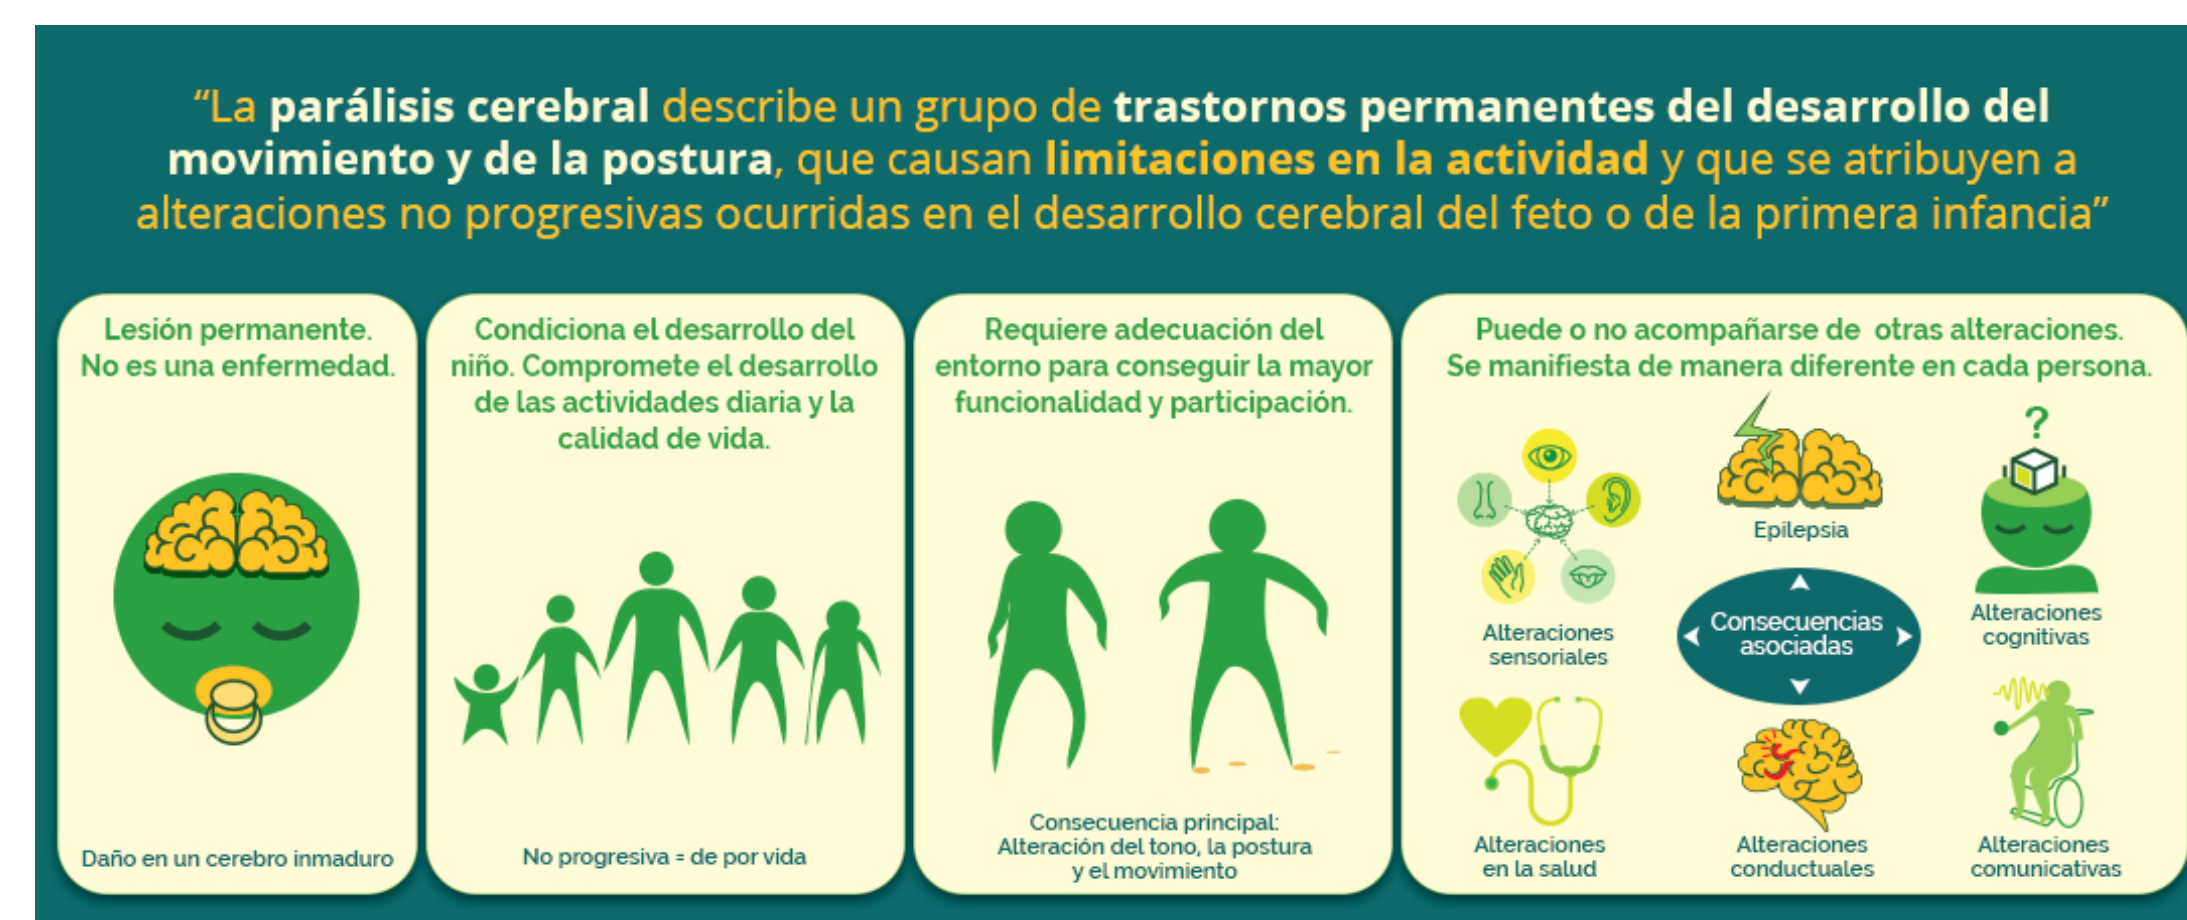 “La parálisis cerebral describe un grupo de trastornos permanentes del desarrollo del
movimiento y de la postura, que causan limitaciones en la actividad y que se atribuyen a
alteraciones no progresivas ocurridas en el desarrollo cerebral del feto o de la primera infancia”
Lesión permanente.
No es una enfermedad.
Daño en un cerebro inmaduro
Condiciona el desarrollo del
niño. Compromete el desarrollo
de las actividades diaria y la
calidad de vida.
No progresiva = de por vida
Requiere adecuación del
entorno para conseguir la mayor
funcionalidad y participación.
Consecuencia principal:
Alteración del tono, la postura
y el movimiento
Puede o no acompañarse de otras alteraciones.
Se manifiesta de manera diferente en cada persona.
?
Epilepsia
Alteraciones
sensoriales
Consecuencias
asociadas
Alteraciones
cognitivas
Alteraciones
en la salud
Alteraciones
conductuales
Alteraciones
comunicativas